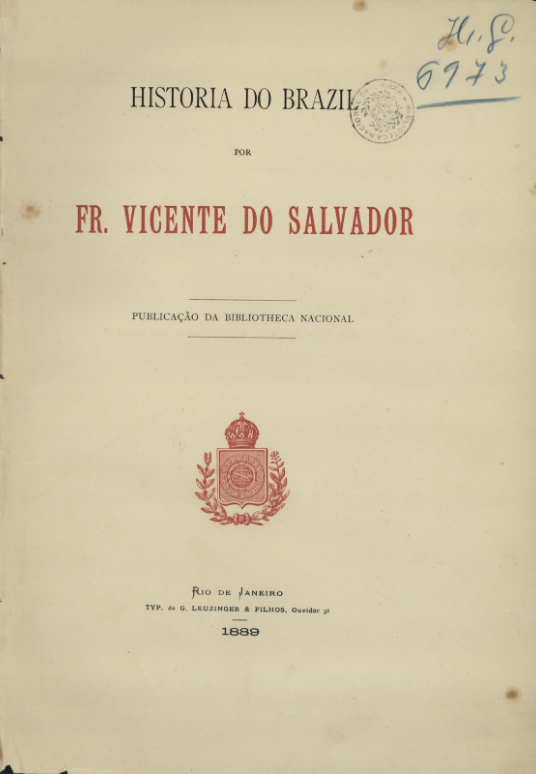 H. G.
6973
HISTORIA DO BRAZIL
POR
FR. VICENTE DO SALVADOR
PUBLICAÇÃO DA BIBLIOTHECA NACIONAL
RIO DE JANEIRO
TYP. de G. LEUZINGER & FILHOS, Ouvidor 31
1889